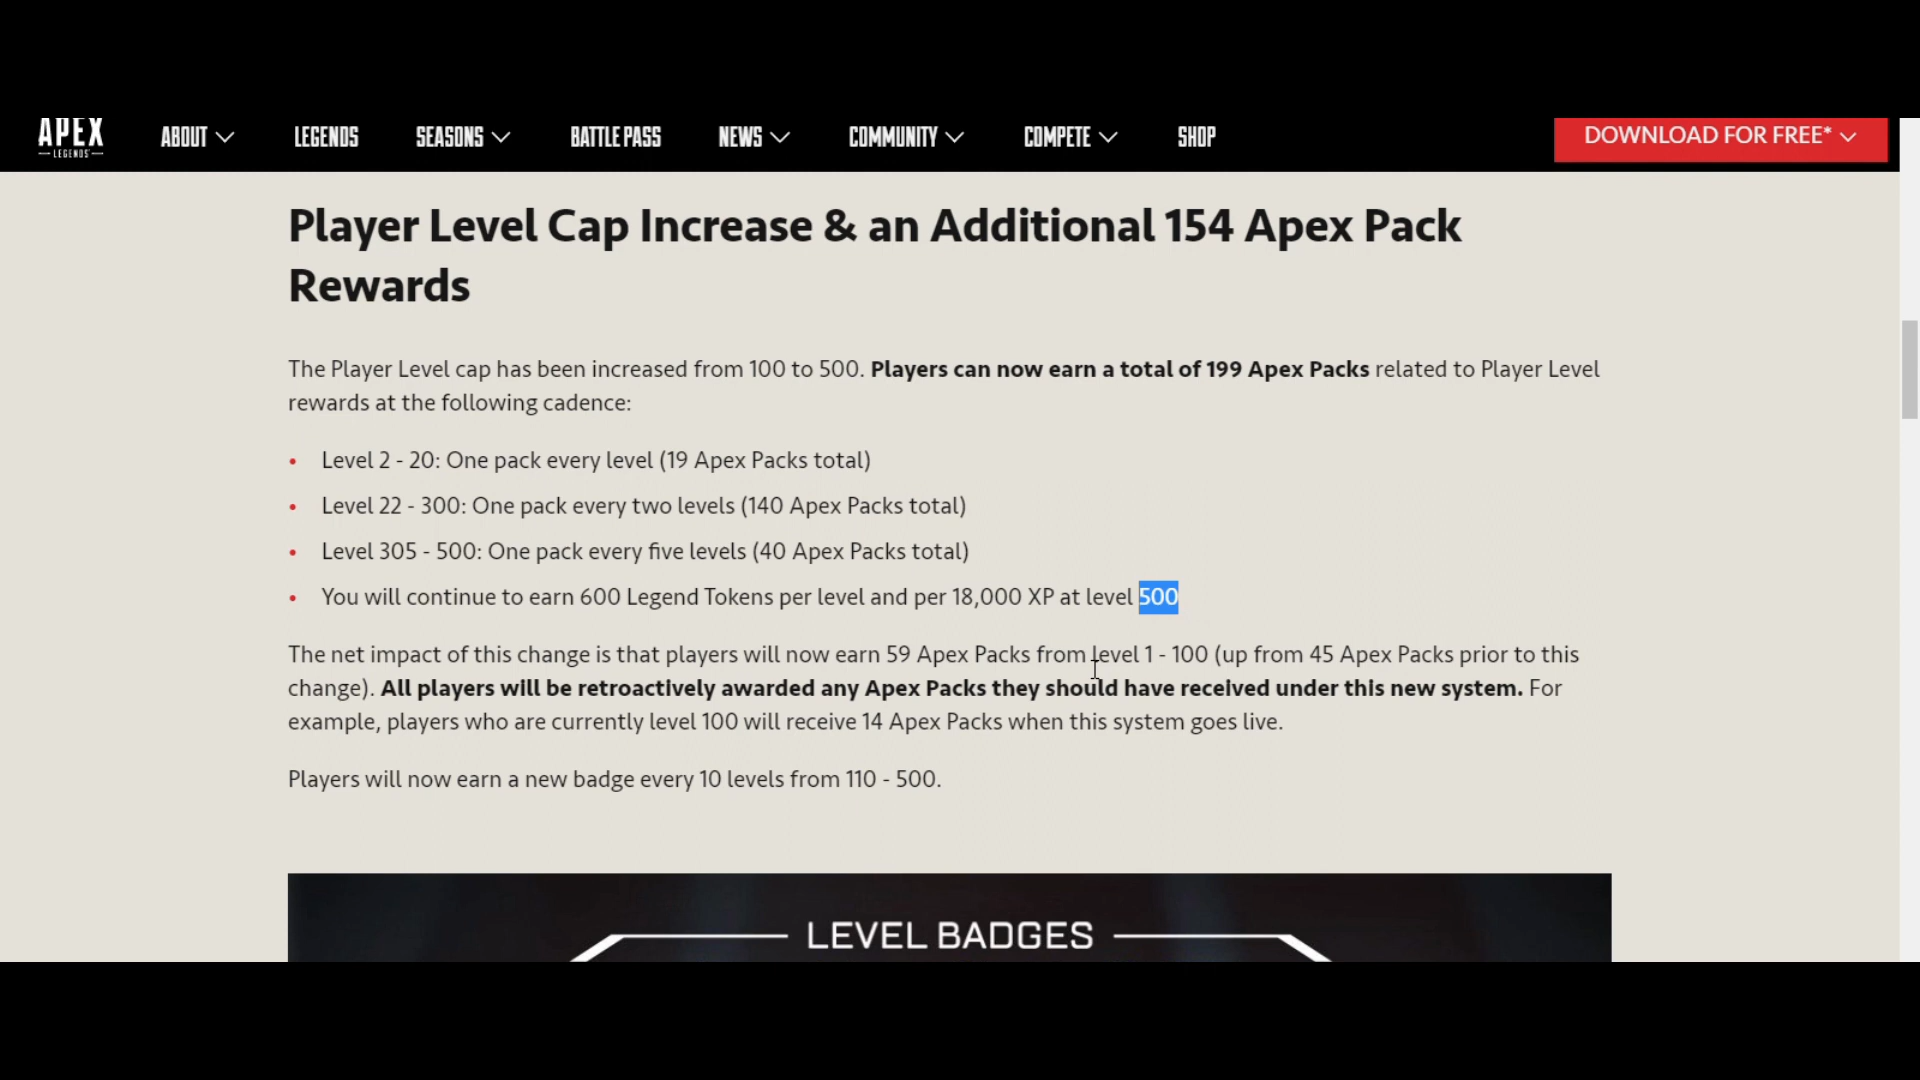 APEX
LEGENDS
ABOUT LEGENDS SEASONS BATTLE PASS NEWS COMMUNITY COMPETE SHOP DOWNLOAD FOR FREE*
Player Level Cap Increase & an Additional 154 Apex Pack
Rewards
The Player Level cap has been increased from 100 to 500. Players can now earn a total of 199 Apex Packs related to Player Level
rewards at the following cadence:
• Level 2 - 20: One pack every level (19 Apex Packs total)
• Level 22 - 300: One pack every two levels (140 Apex Packs total)
• Level 305 - 500: One pack every five levels (40 Apex Packs total)
• You will continue to earn 600 Legend Tokens per level and per 18,000 XP at level 500
The net impact of this change is that players will now earn 59 Apex Packs from level 1 - 100 (up from 45 Apex Packs prior to this
change). All players will be retroactively awarded any Apex Packs they should have received under this new system. For
example, players who are currently level 100 will receive 14 Apex Packs when this system goes live.
Players will now earn a new badge every 10 levels from 110 - 500.
LEVEL BADGES